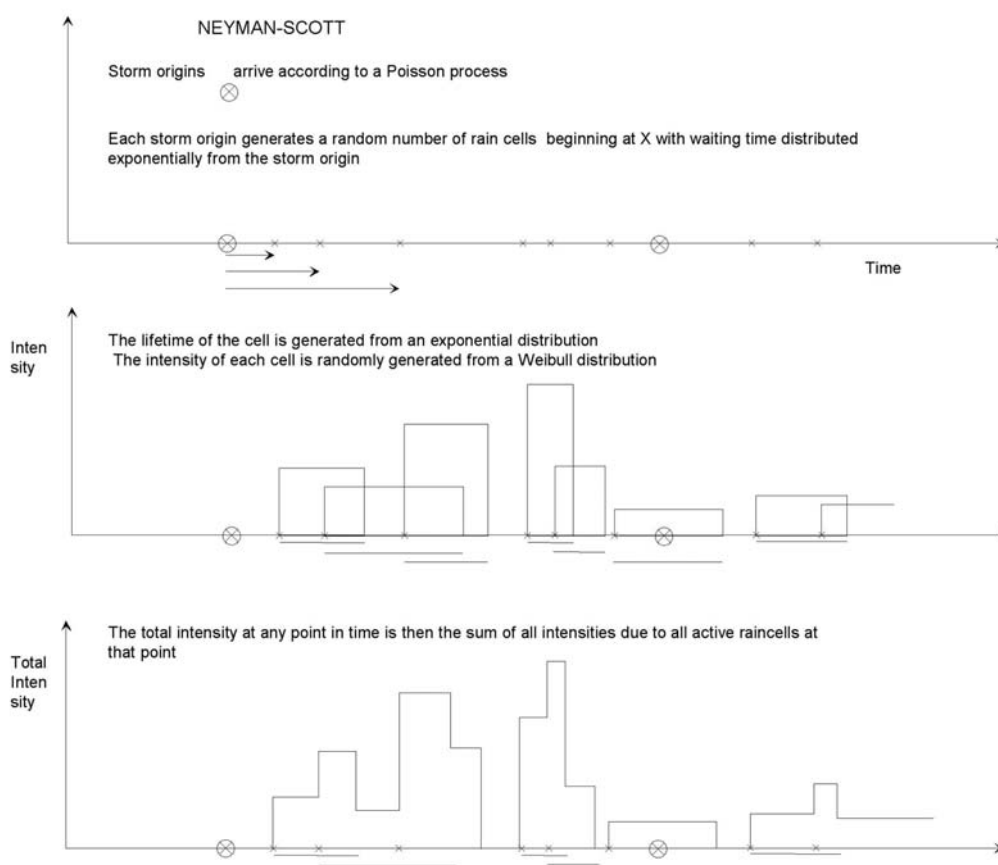 NEYMAN-SCOTT
Storm origins arrive according to a Poisson process
Each storm origin generates a random number of rain cells beginning at X with waiting time distributed
exponentially from the storm origin
Time
Inten
sity
The lifetime of the cell is generated from an exponential distribution
The intensity of each cell is randomly generated from a Weibull distribution
The total intensity at any point in time is then the sum of all intensities due to all active raincells at
that point
Total
Inten
sity